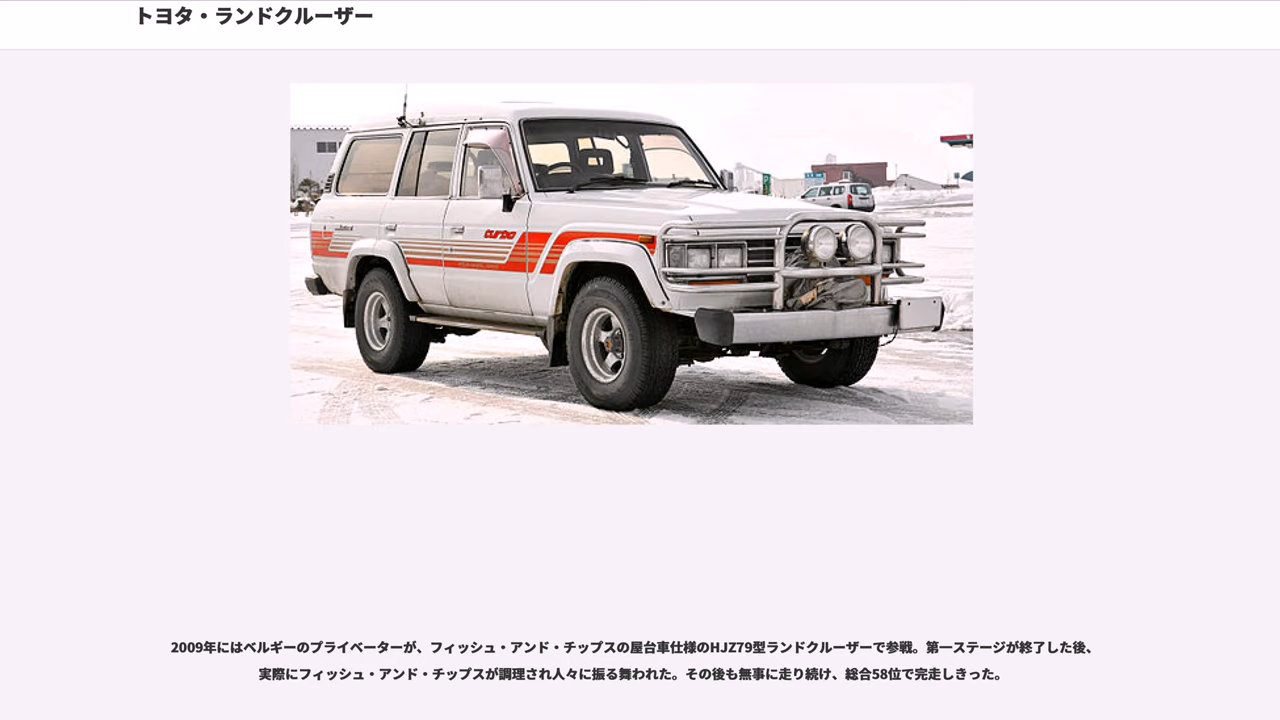 トヨタ・ランドクルーザー
turbo
2009年にはベルギーのプライベーターが、フィッシュ・アンド・チップスの屋台車仕様のHJZ79型ランドクルーザーで参戦。第一ステージが終了した後、
実際にフィッシュ・アンド・チップスが調理され人々に振る舞われた。その後も無事に走り続け、総合58位で完走しきった。